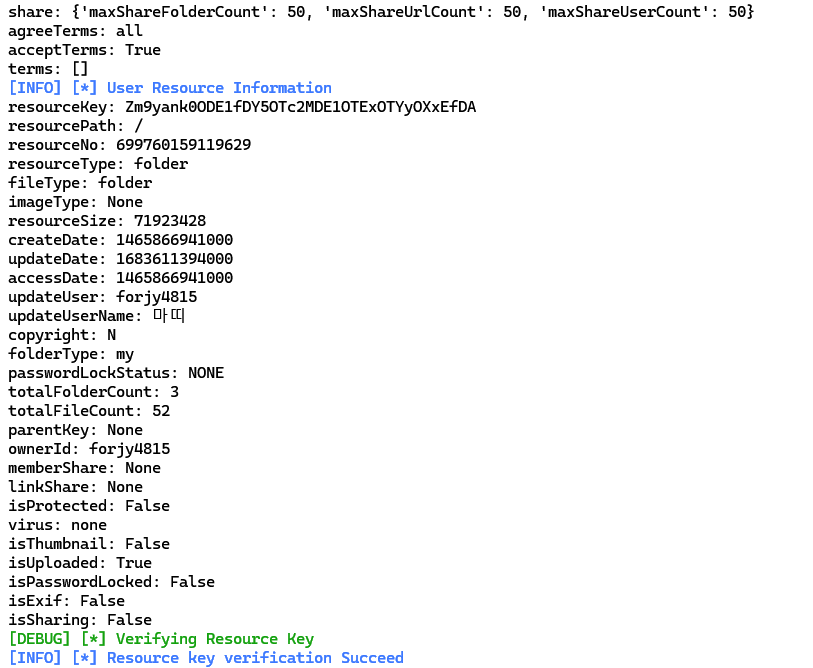 share: {'maxShareFolderCount': 50, 'maxShareUrlCount': 50, 'maxShareUserCount': 50}
agreeTerms: all
acceptTerms: True
terms: []
[INFO] [*] User Resource Information
resourceKey: Zm9yank0ODE1fDY5OTc2MDE1OTExOTYyOXxEfDA
resourcePath: /
resourceNo: 699760159119629
resourceType: folder
fileType: folder
imageType: None
resourceSize: 71923428
createDate: 1465866941000
updateDate: 1683611394000
accessDate: 1465866941000
updateUser: forjy4815
updateUserName: 마띠
copyright: N
folderType: my
passwordLockStatus: NONE
totalFolderCount: 3
totalFileCount: 52
parentKey: None
ownerId: forjy4815
memberShare: None
linkShare: None
isProtected: False
virus: none
isThumbnail: False
isUploaded: True
isPasswordLocked: False
isExif: False
isSharing: False
[DEBUG] [*] Verifying Resource Key
[INFO] [*] Resource key verification Succeed